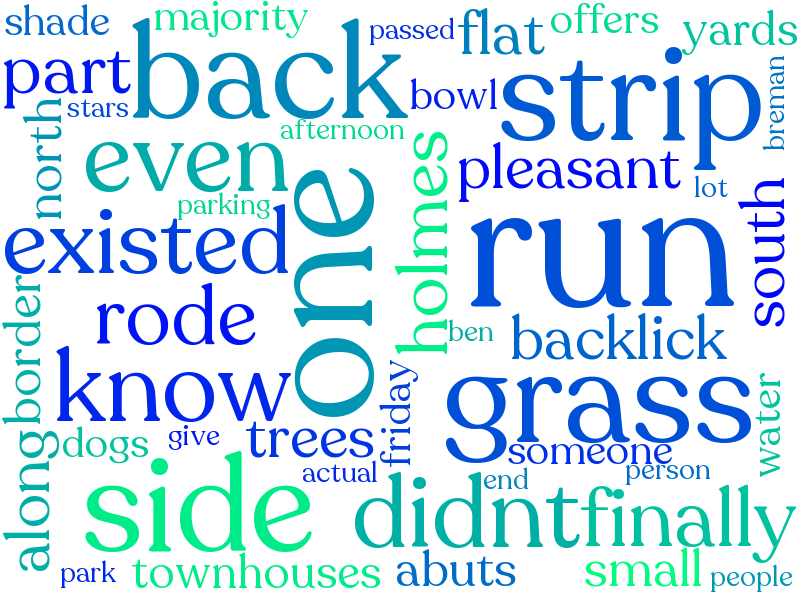 shade
majority
passed
flat
offers
yards
part
back
stars
bowl
strip
breman
north
afternoon
even
holmes
pleasant
lot
parking
one
existed
run
south
rode
ben
backlick
border
know
friday
grass
water
dogs
give
trees
someone
along
actual
side
end
person
didnt
finally
park
townhouses
abuts
small
people